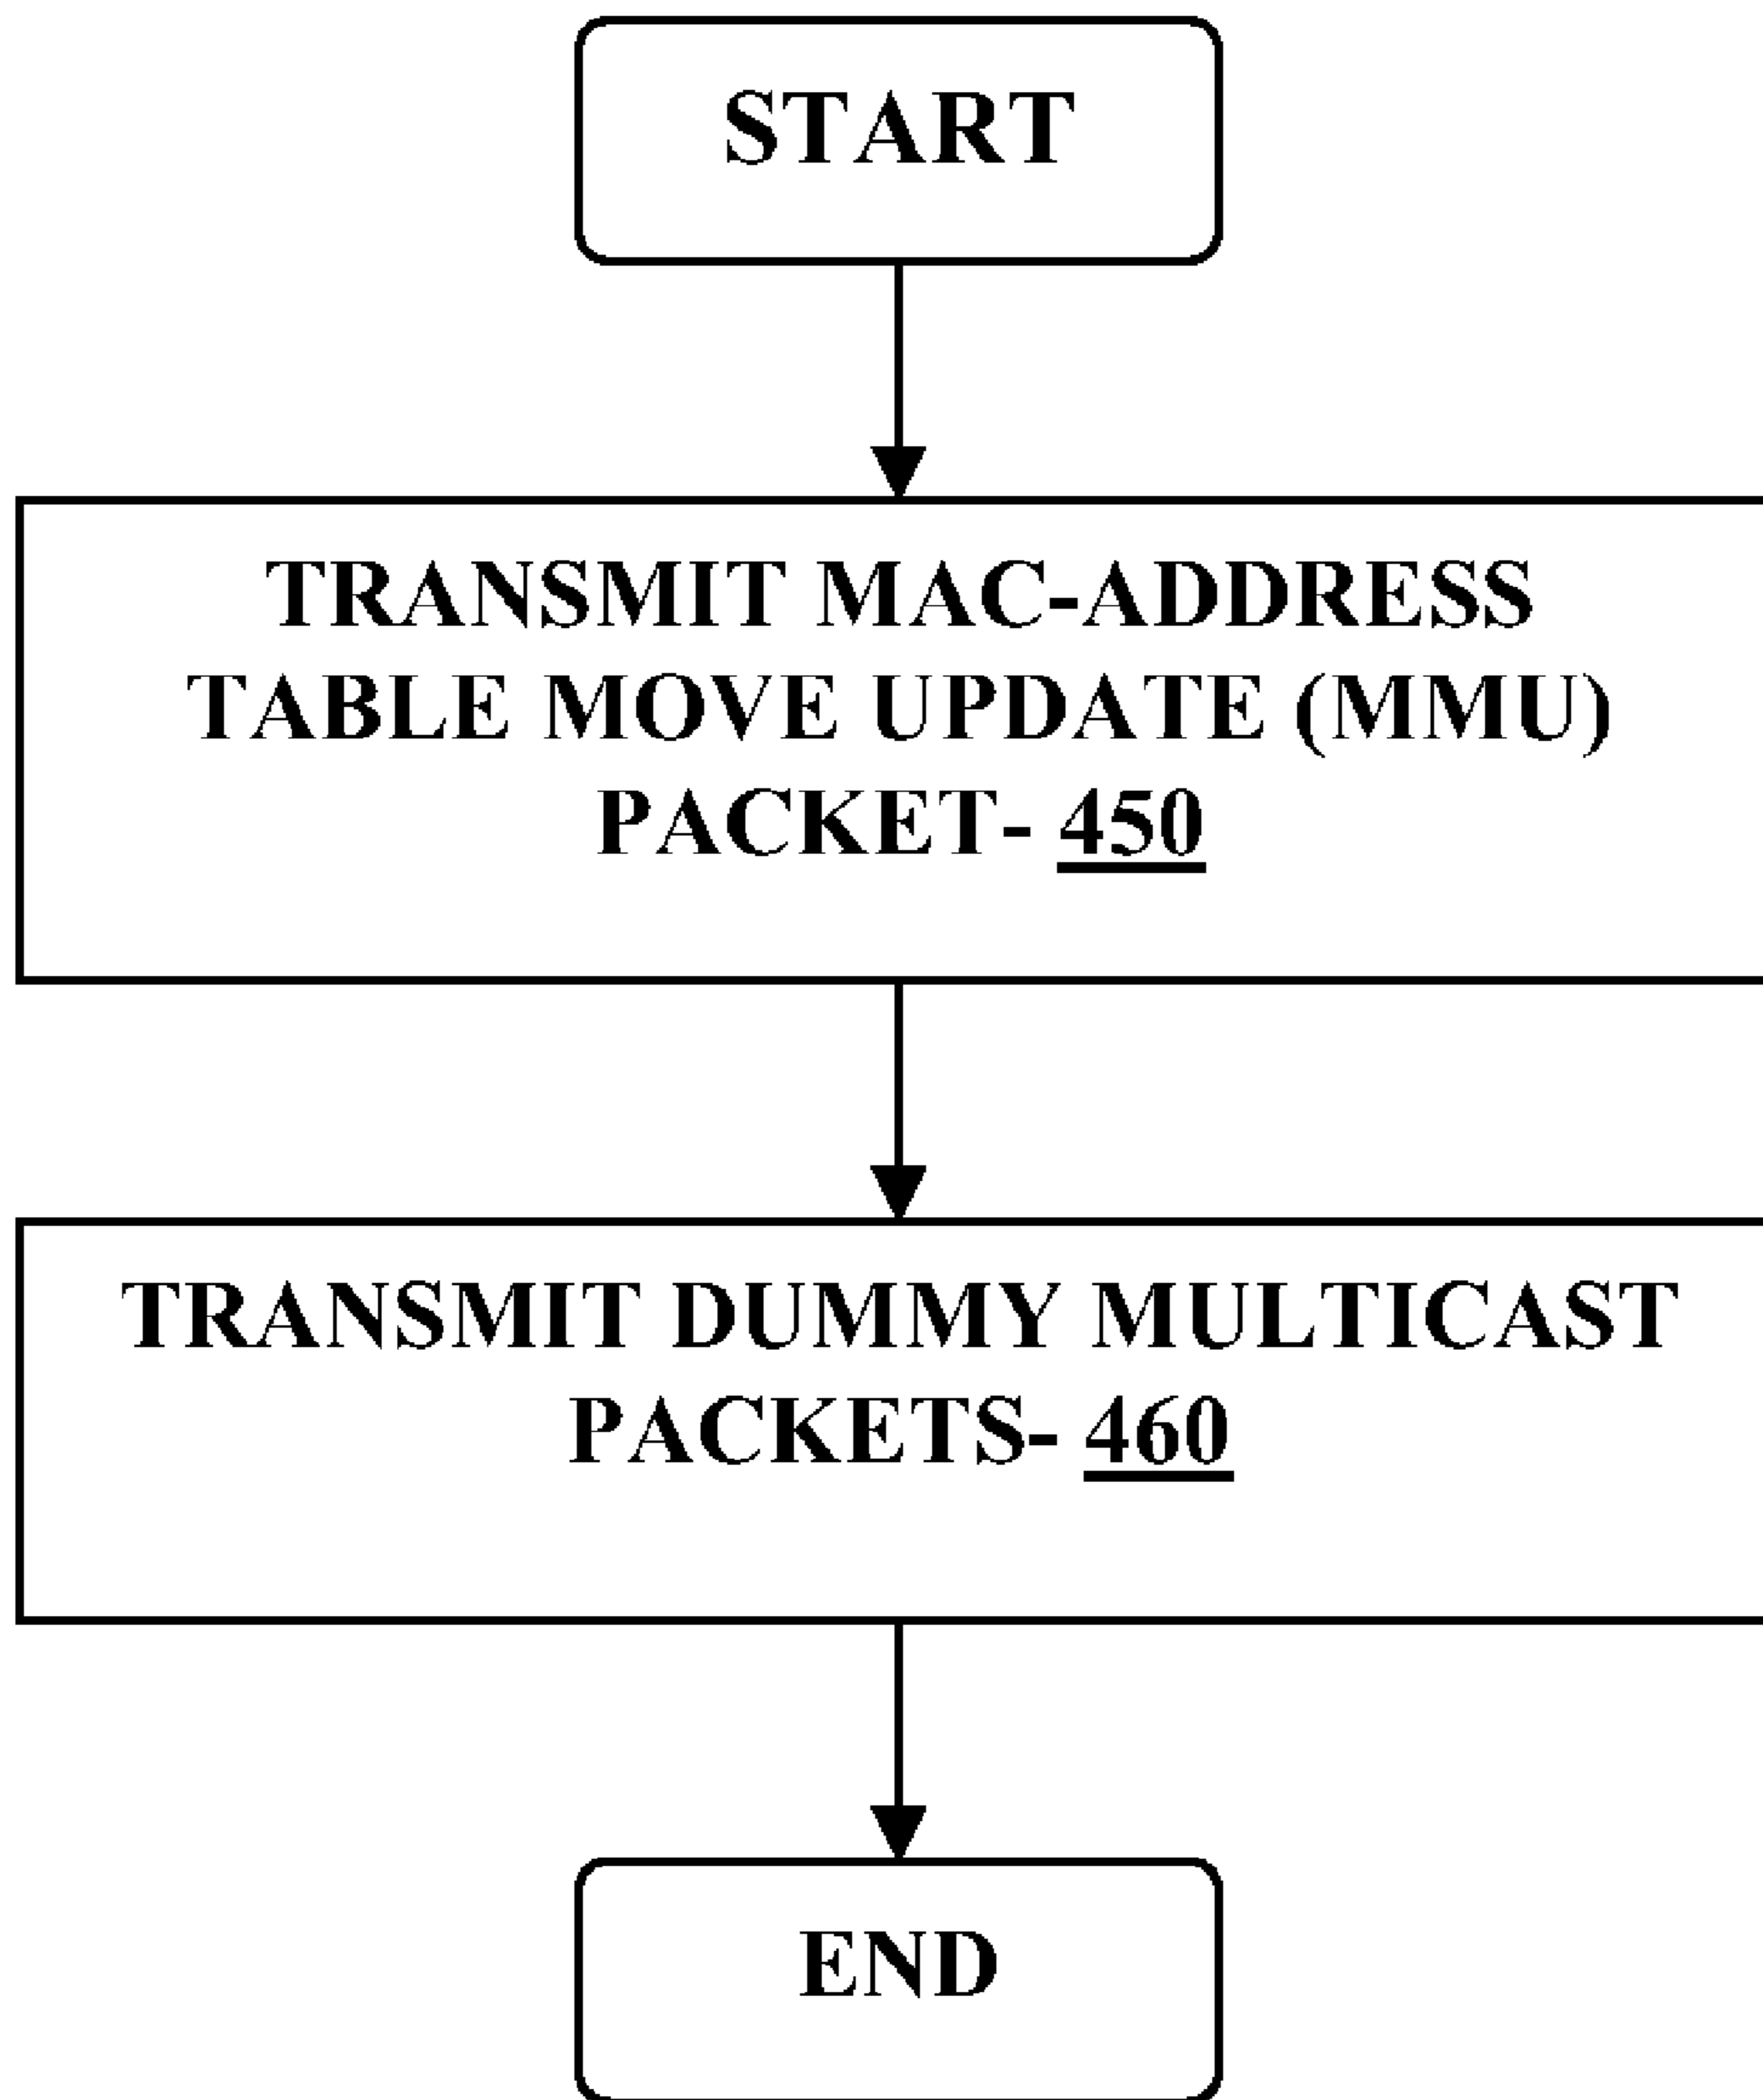 START
TRANSMIT MAC-ADDRESS
TABLE MOVE UPDATE (MMU)
PACKET- 450
TRANSMIT DUMMY MULTICAST
PACKETS- 460
END